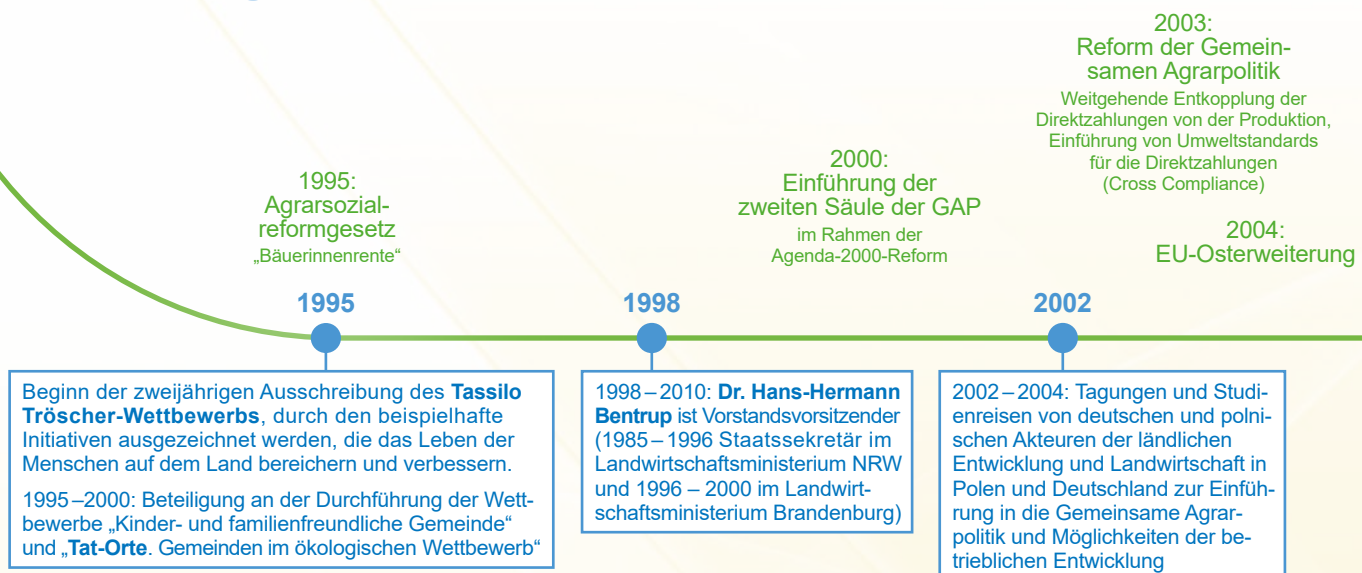 1995:
Agrarsozial-
reformgesetz
„Bäuerinnenrente“
2000:
Einführung der
zweiten Säule der GAP
im Rahmen der
Agenda-2000-Reform
2003:
Reform der Gemein-
samen Agrarpolitik
Weitgehende Entkopplung der
Direktzahlungen von der Produktion,
Einführung von Umweltstandards
für die Direktzahlungen
(Cross Compliance)
2004:
EU-Osterweiterung
1995
Beginn der zweijährigen Ausschreibung des Tassilo
Tröscher-Wettbewerbs, durch den beispielhafte
Initiativen ausgezeichnet werden, die das Leben der
Menschen auf dem Land bereichern und verbessern.
1995–2000: Beteiligung an der Durchführung der Wett-
bewerbe „Kinder- und familienfreundliche Gemeinde“
und „Tat-Orte. Gemeinden im ökologischen Wettbewerb“
1998
1998–2010: Dr. Hans-Hermann
Bentrup ist Vorstandsvorsitzender
(1985–1996 Staatssekretär im
Landwirtschaftsministerium NRW
und 1996 – 2000 im Landwirt-
schaftsministerium Brandenburg)
2002
2002–2004: Tagungen und Studi-
enreisen von deutschen und polni-
schen Akteuren der ländlichen
Entwicklung und Landwirtschaft in
Polen und Deutschland zur Einfüh-
rung in die Gemeinsame Agrar-
politik und Möglichkeiten der be-
trieblichen Entwicklung